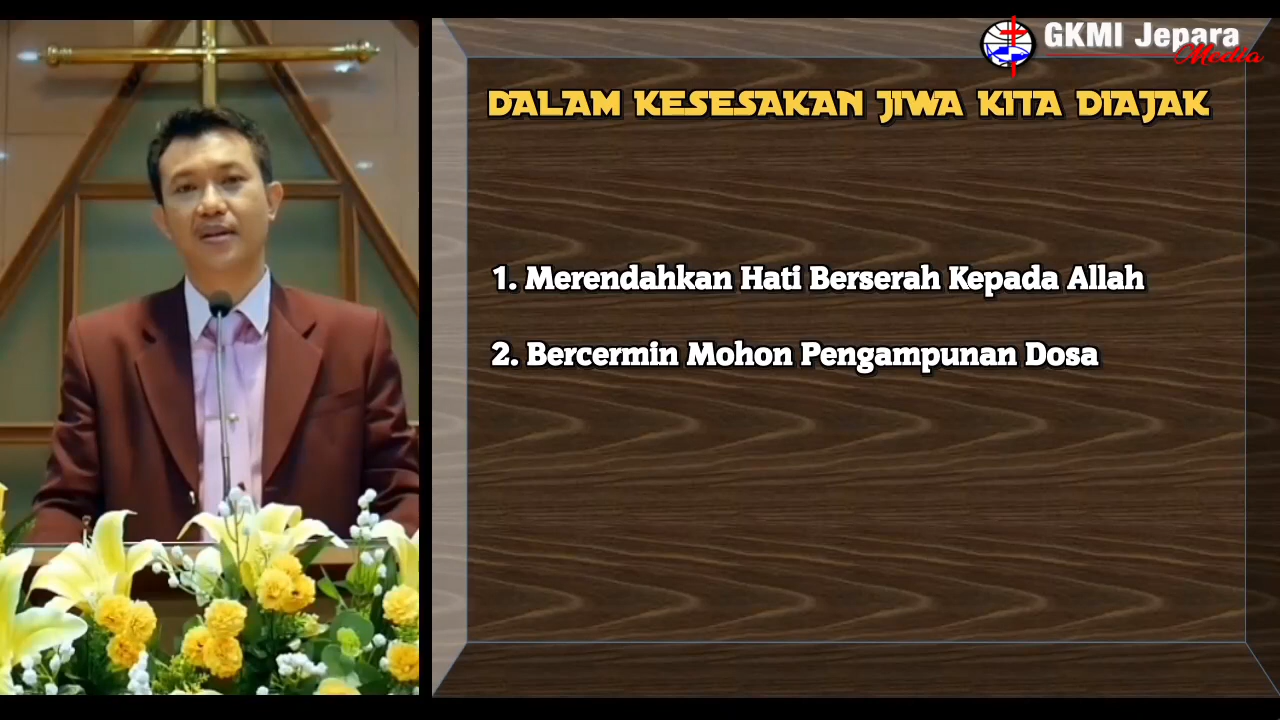 GKMI Jepara
Media
DALAM KESESAKAN JIWA KITA DIAJAK
1. Merendahkan Hati Berserah Kepada Allah
2. Bercermin Mohon Pengampunan Dosa